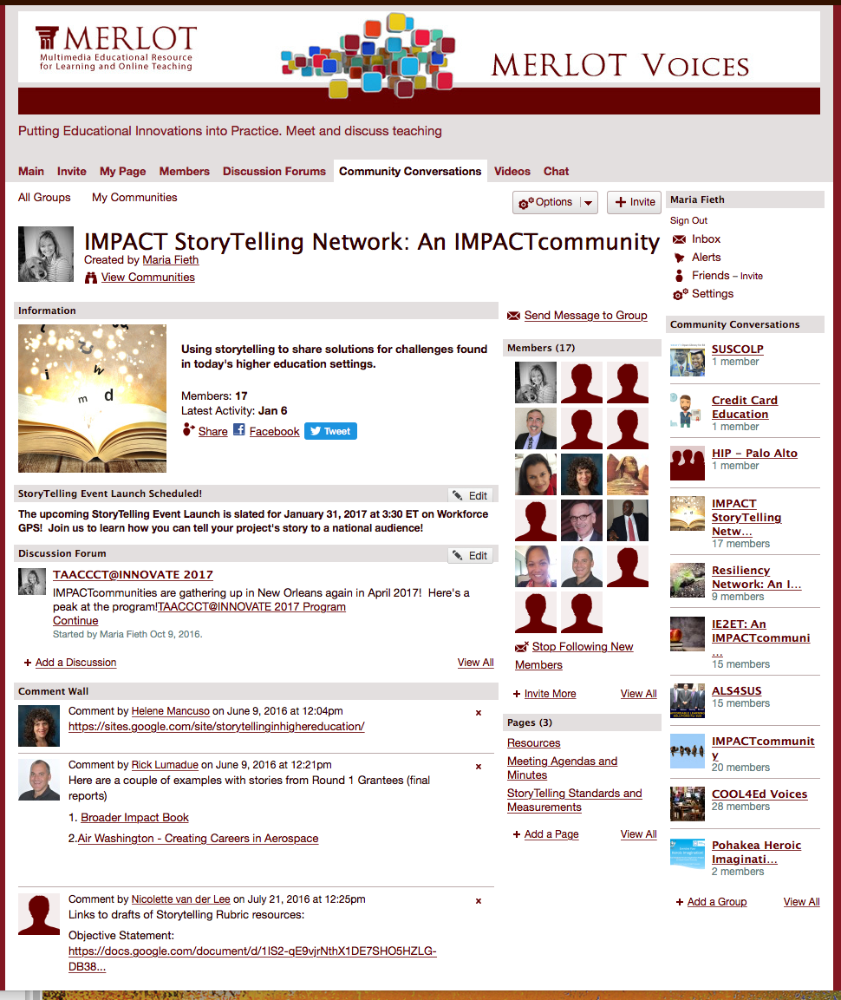 MERLOT
Multimedia Educational Resource
for Learning and Online Teaching
MERLOT VOICES
Putting Educational Innovations into Practice. Meet and discuss teaching
Main Invite My Page Members Discussion Forums Community Conversations Videos Chat
All Groups My Communities
Options
Invite
IMPACT StoryTelling Network: An IMPACTcommunity
Created by Maria Fieth
View Communities
Information
Using storytelling to share solutions for challenges found
in today's higher education settings.
Members: 17
Latest Activity: Jan 6
Share Facebook Tweet
StoryTelling Event Launch Scheduled!
Edit
The upcoming StoryTelling Event Launch is slated for January 31, 2017 at 3:30 ET on Workforce
GPS! Join us to learn how you can tell your project's story to a national audience!
Discussion Forum
Edit
TAACCCT@INNOVATE 2017
IMPACTcommunities are gathering up in New Orleans again in April 2017! Here's a
peak at the program!TAACCCT@INNOVATE 2017 Program
Continue
Started by Maria Fieth Oct 9, 2016.
+ Add a Discussion
View All
Comment Wall
Comment by Helene Mancuso on June 9, 2016 at 12:04pm
x
https://sites.google.com/site/storytellinginhighereducation/
Comment by Rick Lumadue on June 9, 2016 at 12:21pm
x
Here are a couple of examples with stories from Round 1 Grantees (final
reports)
1. Broader Impact Book
2.Air Washington - Creating Careers in Aerospace
Comment by Nicolette van der Lee on July 21, 2016 at 12:25pm
x
Links to drafts of Storytelling Rubric resources:
Objective Statement:
https://docs.google.com/document/d/1lS2-qE9vjrNthX1DE7SHO5HZLG-
DB38...
Send Message to Group
Members (17)
Stop Following New
Members
+ Invite More
View All
Pages (3)
Resources
Meeting Agendas and
Minutes
StoryTelling Standards and
Measurements
+ Add a Page
View All
Maria Fieth
Sign Out
Inbox
Alerts
Friends – Invite
Settings
Community Conversations
SUSCOLP
1 member
Credit Card
Education
1 member
HIP – Palo Alto
1 member
IMPACT
StoryTelling
Netw…
17 members
Resiliency
Network: An I…
9 members
IE2ET: An
IMPACTcommuni
…
15 members
ALS4SUS
15 members
IMPACTcommunit
y
20 members
COOL4Ed Voices
28 members
Pohakea Heroic
Imaginati…
2 members
+ Add a Group
View All